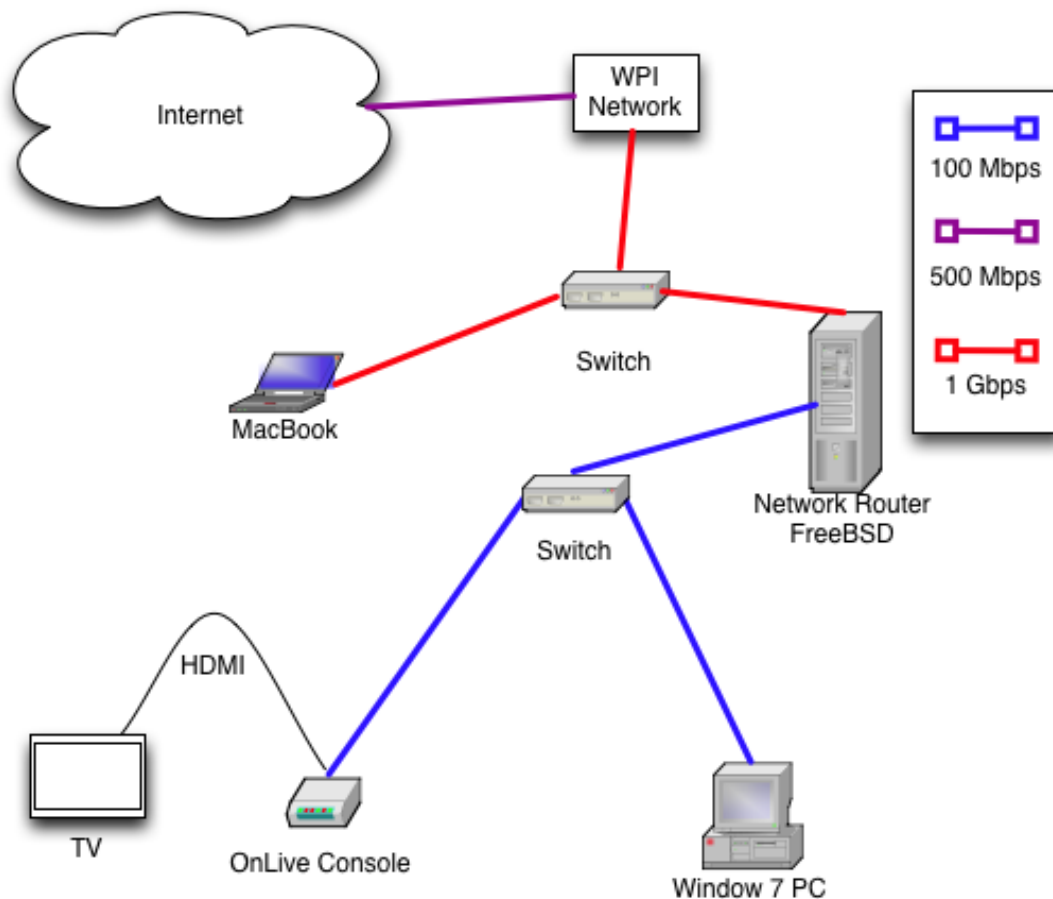 Internet
WPI
Network
100 Mbps
500 Mbps
1 Gbps
Switch
MacBook
Network Router
FreeBSD
Switch
HDMI
TV
OnLive Console
Window 7 PC